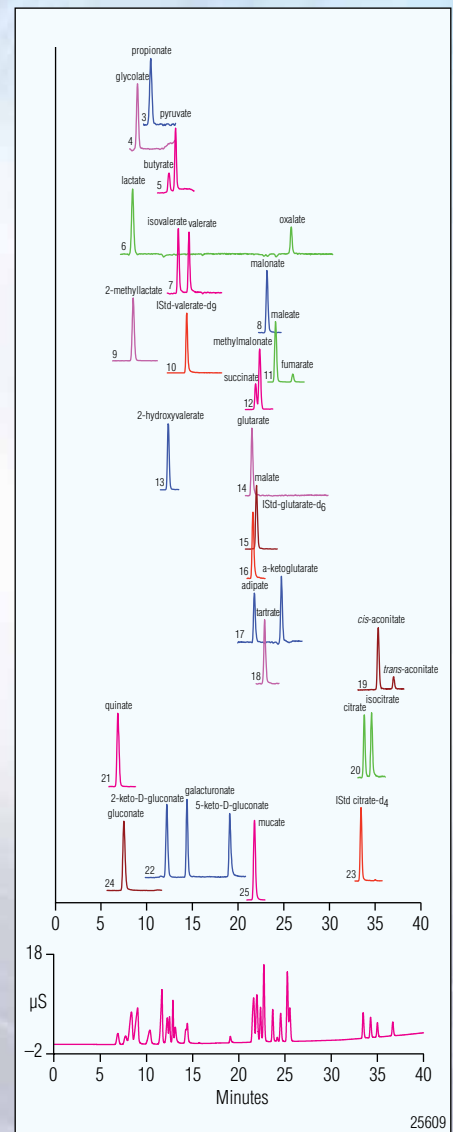 propionate
glycolate
3
pyruvate
4
butyrate
5
lactate
isovalerate valerate
oxalate
6
malonate
7
2-methyllactate
IStd-valerate-d9
8
maleate
methylmalonate
9
10
fumarate
succinate
11
12
2-hydroxyvalerate
glutarate
13
14
malate
IStd-glutarate-d6
15
16
a-ketoglutarate
adipate
tartrate
17
cis-aconitate
18
trans-aconitate
19
isocitrate
quinate
citrate
21
20
2-keto-D-gluconate
galacturonate
5-keto-D-gluconate
IStd citrate-d4
gluconate
mucate
22
23
24
25
0 5 10 15 20 25 30 35 40
18
µS
–2
0 5 10 15 20 25 30 35 40
Minutes
25609